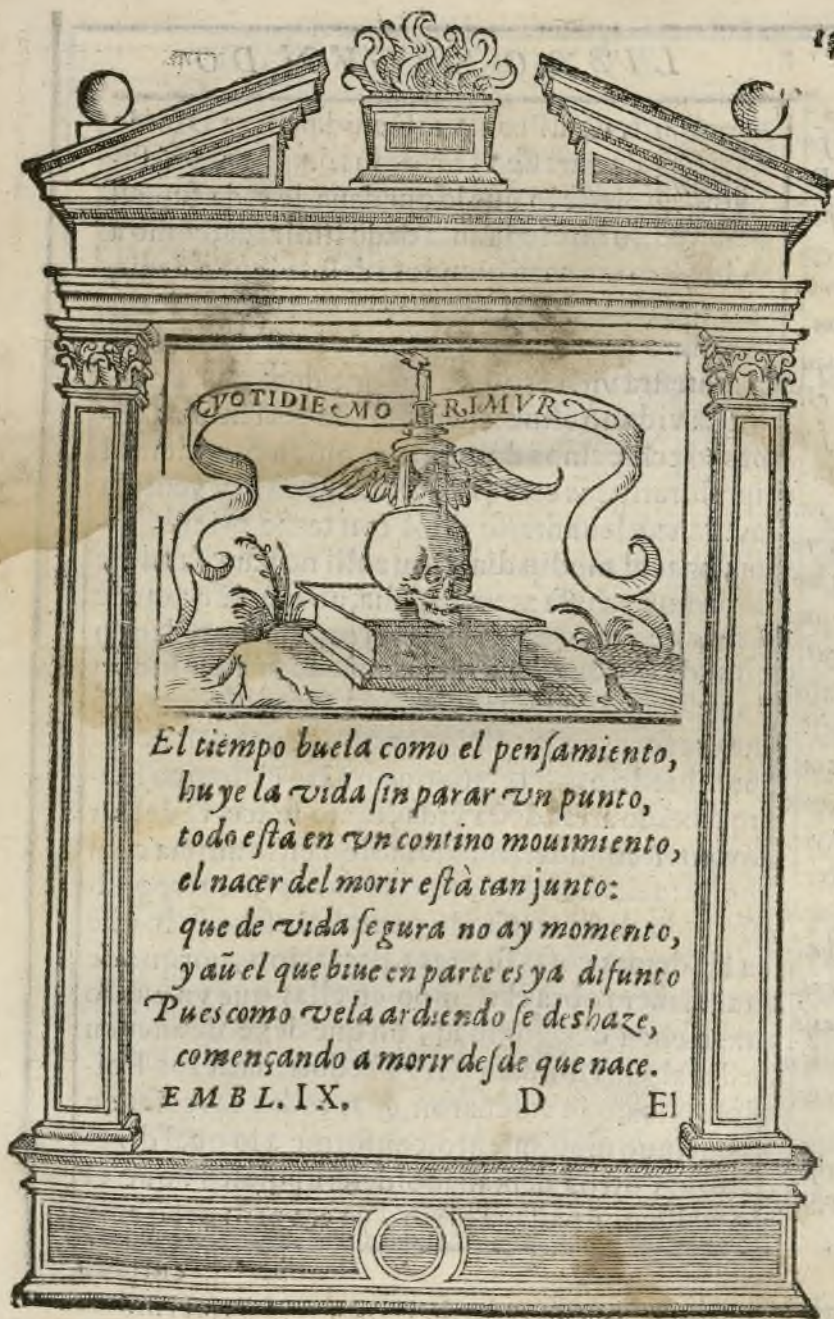 QVOTIDIE MORIMVR
El tiempo buela como el penſamiento,
huye la vida ſin parar vn punto,
todo eſtà en vn contino mouimiento,
el nacer del morir eſtà tan junto:
que de vida ſegura no ay momento,
y aũ el que biue en parte es ya difunto
Pues como vela ardiendo ſe deshaze,
començando a morir deſde que nace.
EMBL. IX. D El